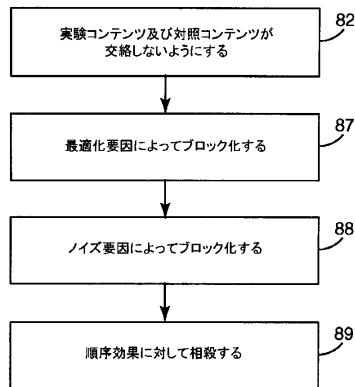 実験コンテンツ及び対照コンテンツが
交絡しないようにする
82
最適化要因によってブロック化する
87
ノイズ要因によってブロック化する
88
順序効果に対して相殺する
89